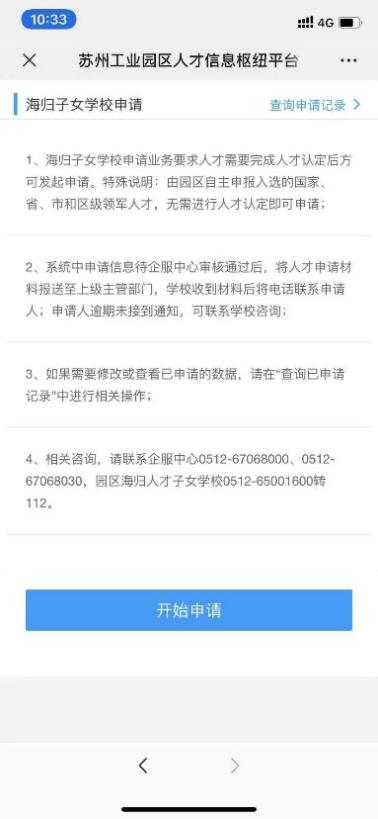 10:33
4G
苏州工业园区人才信息枢纽平台
海归子女学校申请
查询申请记录
1、海归子女学校申请业务要求人才需要完成人才认定后方
可发起申请。特殊说明：由园区自主申报入选的国家、
省、市和区级领军人才，无需进行人才认定即可申请；
2、系统中申请信息待企服中心审核通过后，将人才申请材
料报送至上级主管部门，学校收到材料后将电话联系申请
人；申请人逾期未接到通知，可联系学校咨询；
3、如果需要修改或查看已申请的数据，请在“查询已申请
记录”中进行相关操作；
4、相关咨询，请联系企服中心0512-67068000、0512-
67068030，园区海归人才子女学校0512-65001600转
112。
开始申请